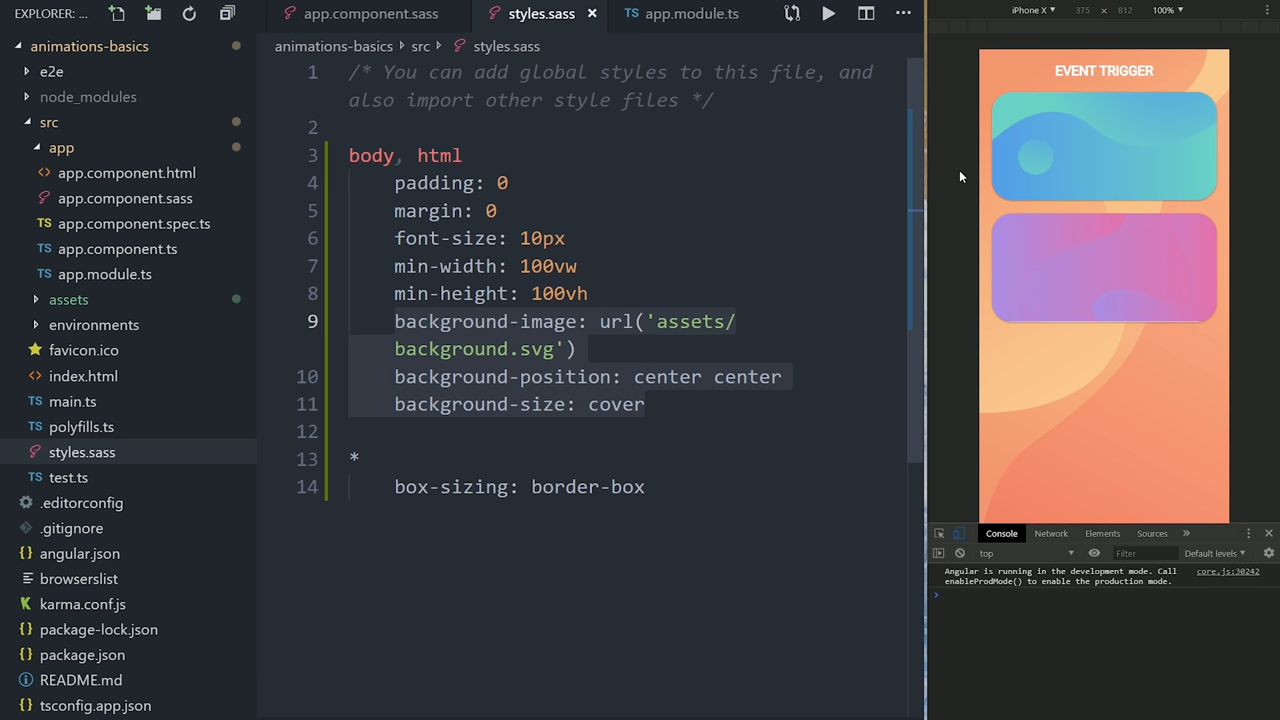 EXPLORER: ...
animations-basics
e2e
node_modules
src
app
app.component.html
app.component.sass
TS app.component.spec.ts
TS app.component.ts
TS app.module.ts
assets
environments
favicon.ico
index.html
TS main.ts
TS polyfills.ts
styles.sass
TS test.ts
.editorconfig
.gitignore
{} angular.json
browserslist
karma.conf.js
{} package-lock.json
{} package.json
README.md
{} tsconfig.app.json
app.component.sass
styles.sass
TS app.module.ts
animations-basics src styles.sass
1 /* You can add global styles to this file, and
also import other style files */
2
3 body, html
4 padding: 0
5 margin: 0
6 font-size: 10px
7 min-width: 100vw
8 min-height: 100vh
9 background-image: url('assets/
background.svg')
10 background-position: center center
11 background-size: cover
12
13 *
14 box-sizing: border-box
iPhone X 375 × 812 100%
EVENT TRIGGER
Console Network Elements Sources »
top Filter Default levels
Angular is running in the development mode. Call core.js:30242
enableProdMode() to enable the production mode.